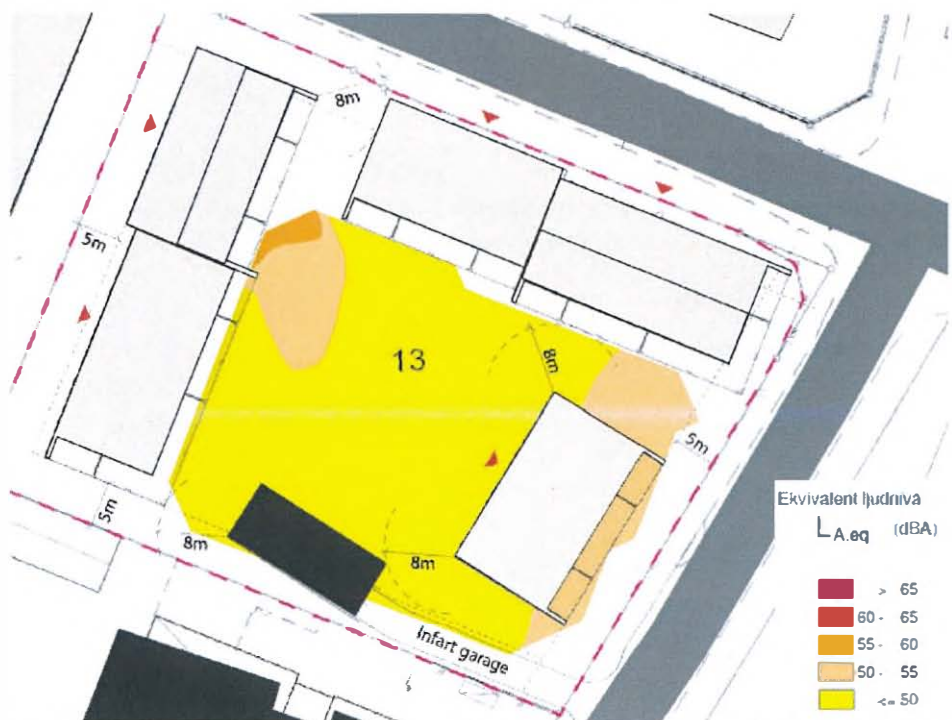 8m
5m
13
8m
5m
5m
8m
8m
Infart garage
Ekvivalent ljudnivå
LA.eq (dBA)
> 65
60 - 65
55 - 60
50 - 55
<= 50